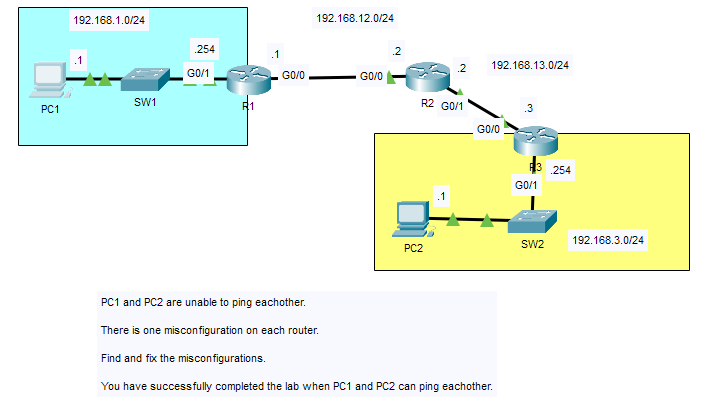 192.168.1.0/24
192.168.12.0/24
.1
.254
G0/1
.1
G0/0
G0/0
.2
.2
192.168.13.0/24
PC1
SW1
R1
R2
G0/1
.3
G0/0
R3
.254
G0/1
.1
PC2
SW2
192.168.3.0/24
PC1 and PC2 are unable to ping eachother.
There is one misconfiguration on each router.
Find and fix the misconfigurations.
You have successfully completed the lab when PC1 and PC2 can ping eachother.